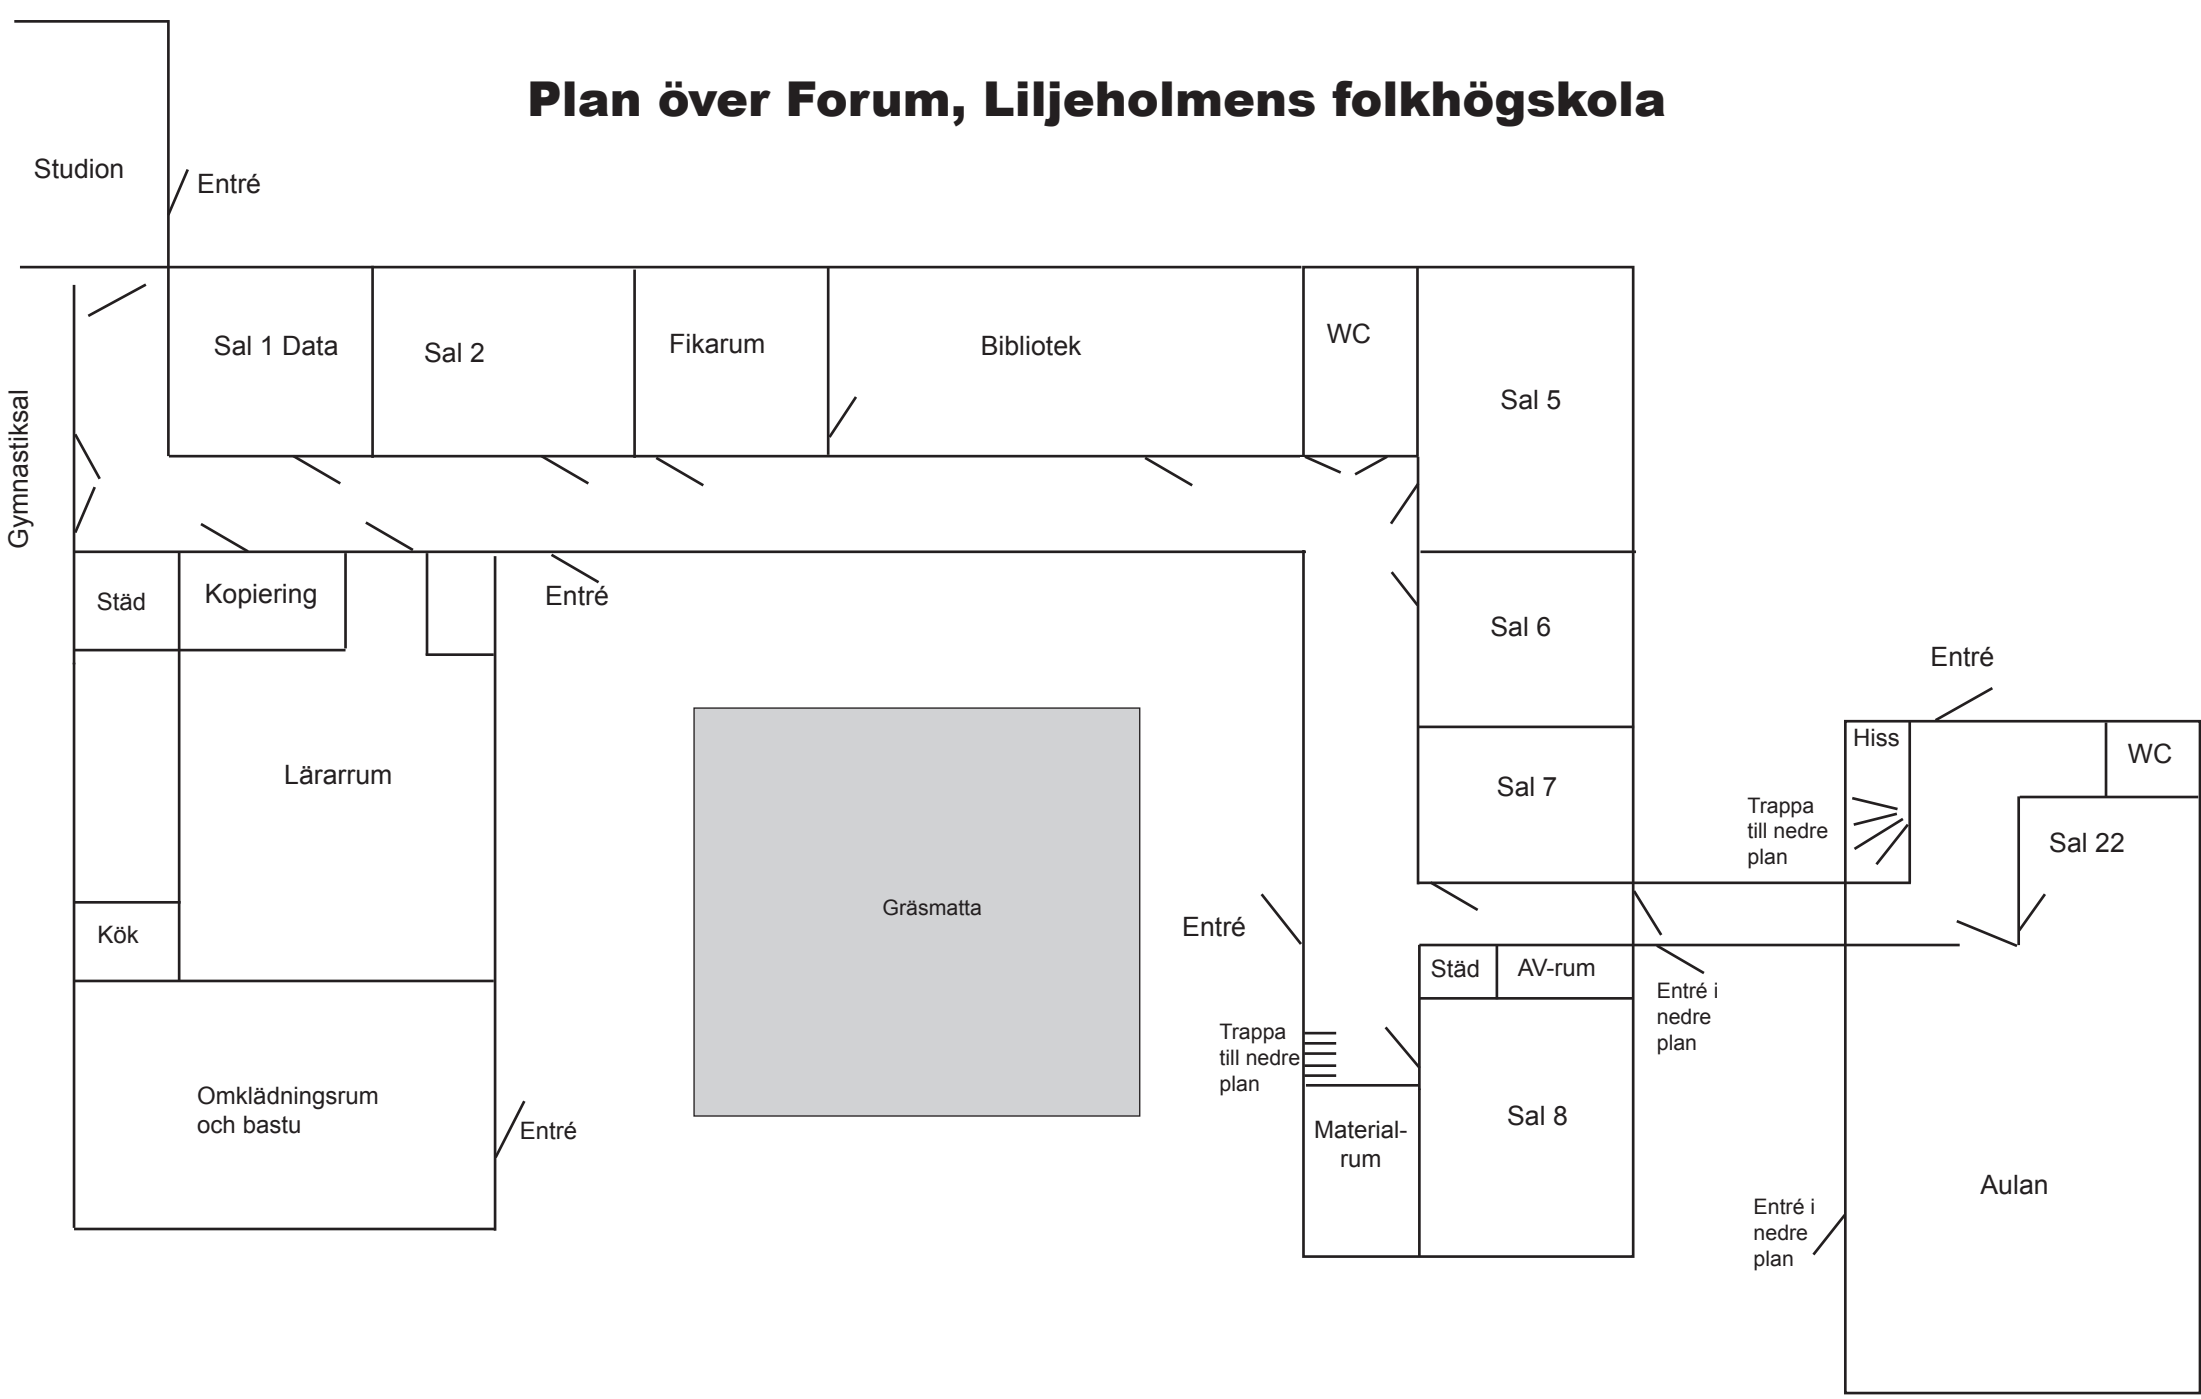 Plan över Forum, Liljeholmens folkhögskola
Studion
Entré
Gymnastiksal
Sal 1 Data
Sal 2
Fikarum
Bibliotek
WC
Sal 5
Städ
Kopiering
Entré
Sal 6
Entré
Lärarrum
Sal 7
Hiss
WC
Trappa
till nedre
plan
Sal 22
Gräsmatta
Entré
Kök
Städ
AV-rum
Entré i
nedre
plan
Trappa
till nedre
plan
Omklädningsrum
och bastu
Entré
Material-
rum
Sal 8
Aulan
Entré i
nedre
plan